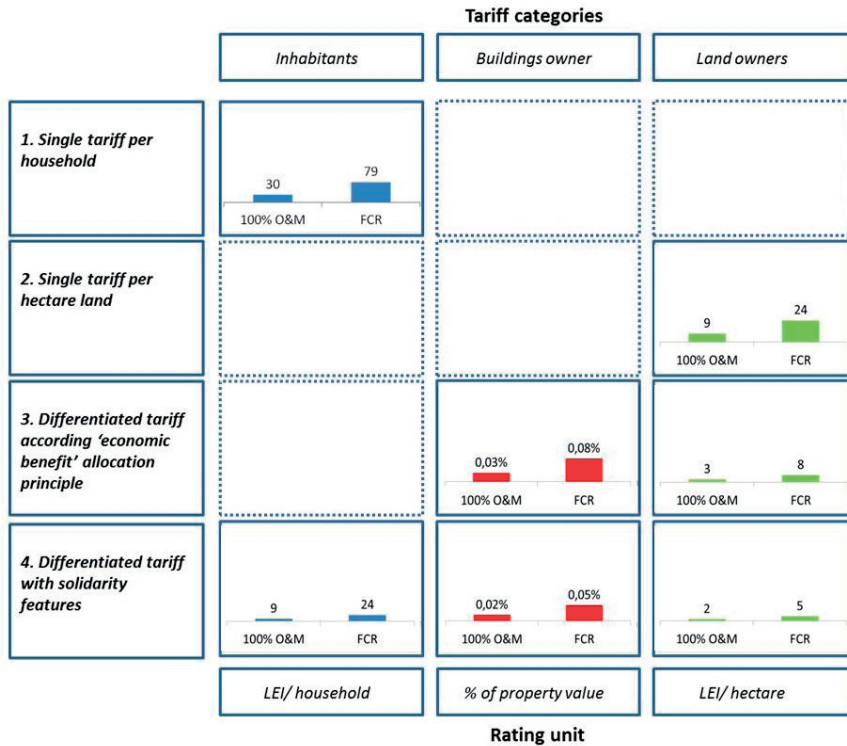 Tariff categories
Inhabitants
Buildings owner
Land owners
1. Single tariff per
household
30
79
100% O&M
FCR
2. Single tariff per
hectare land
9
24
100% O&M
FCR
3. Differentiated tariff
according ‘economic
benefit’ allocation
principle
0,03%
0,08%
100% O&M
FCR
3
8
100% O&M
FCR
4. Differentiated tariff
with solidarity
features
9
24
100% O&M
FCR
0,02%
0,05%
100% O&M
FCR
2
5
100% O&M
FCR
LEI/ household
% of property value
LEI/ hectare
Rating unit